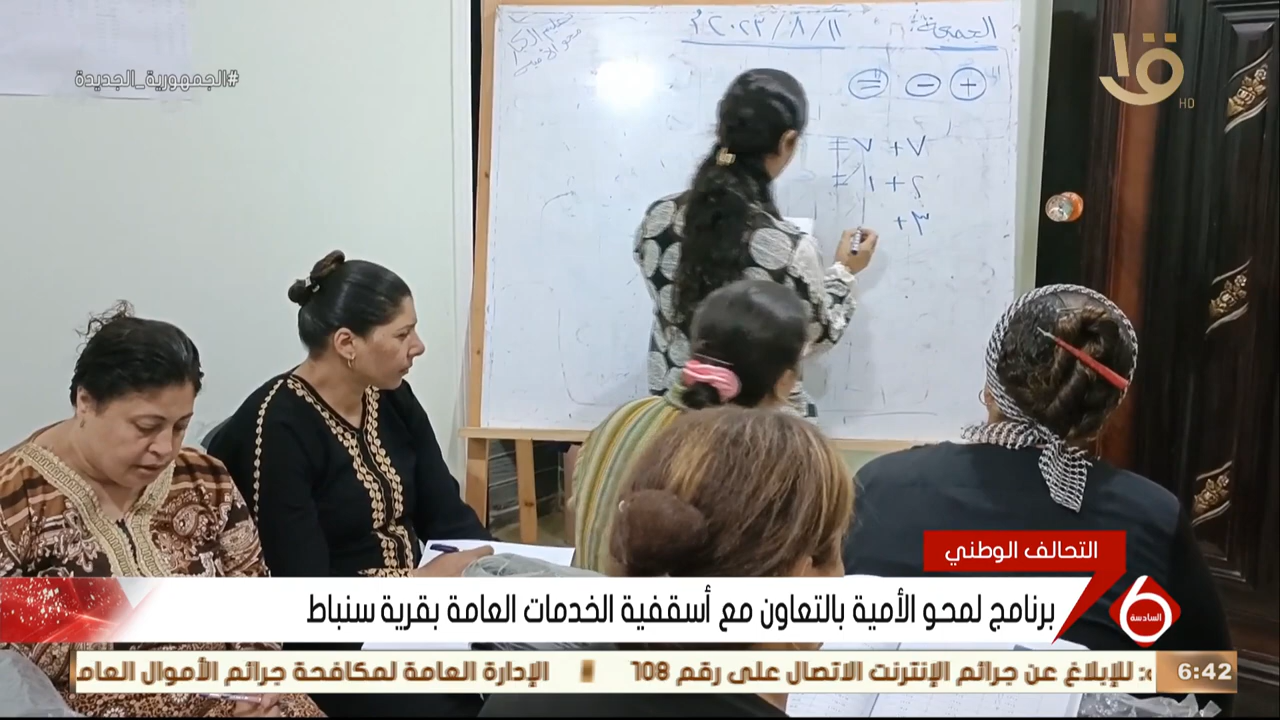 الجمعة: ١١ / ٨ / ٢٠٢٣ م
#الجمهورية_الجديدة
HD
+ − =
٧ + ٧ =
٢ + ١ =
٣ +
التحالف الوطني
برنامج لمحو الأمية بالتعاون مع أسقفية الخدمات العامة بقرية سنباط
6
السادسة
للإبلاغ عن جرائم الإنترنت الاتصال على رقم 108
الإدارة العامة لمكافحة جرائم الأموال
6:42